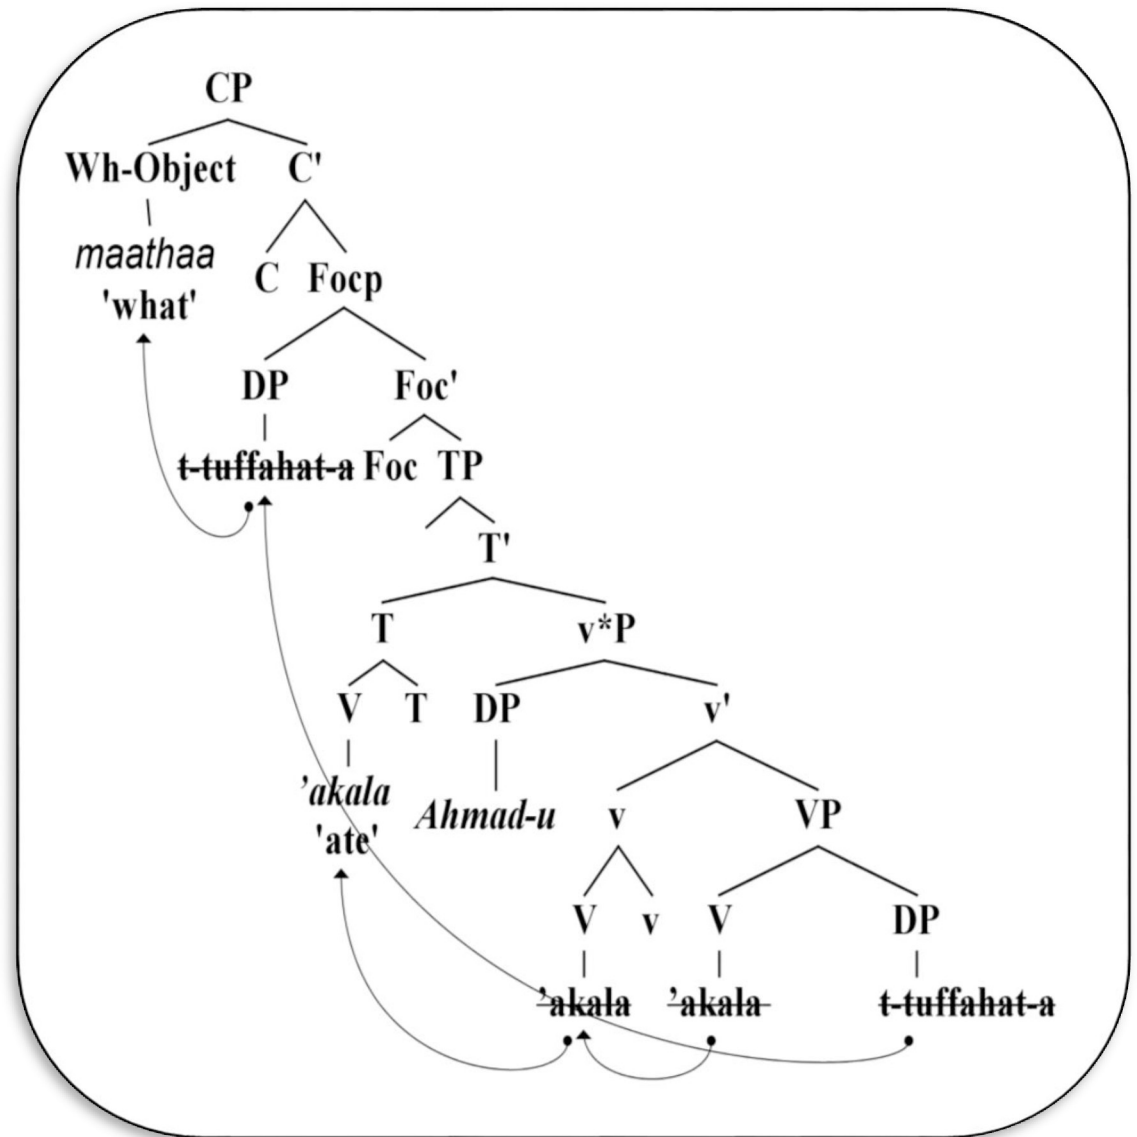 CP
Wh-Object C'
maathaa
'what'
C Focp
DP Foc'
t-tuffahat-a Foc TP
T'
T v*P
V T DP v'
’akala
'ate'
Ahmad-u v VP
V v V DP
’akala ’akala t-tuffahat-a